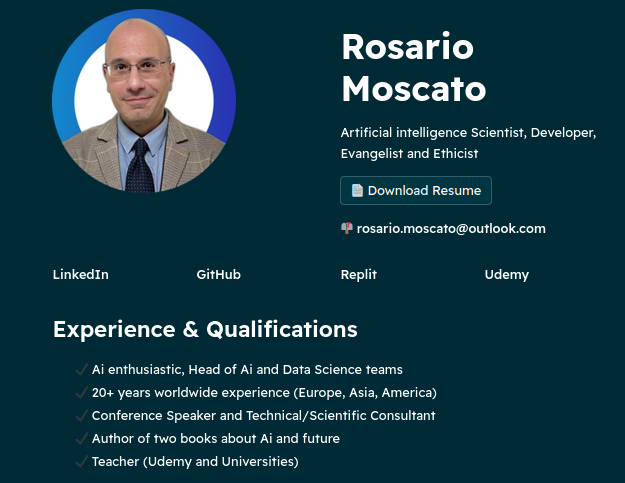 Rosario
Moscato
Artificial intelligence Scientist, Developer,
Evangelist and Ethicist
Download Resume
rosario.moscato@outlook.com
LinkedIn
GitHub
Replit
Udemy
Experience & Qualifications
Ai enthusiastic, Head of Ai and Data Science teams
20+ years worldwide experience (Europe, Asia, America)
Conference Speaker and Technical/Scientific Consultant
Author of two books about Ai and future
Teacher (Udemy and Universities)